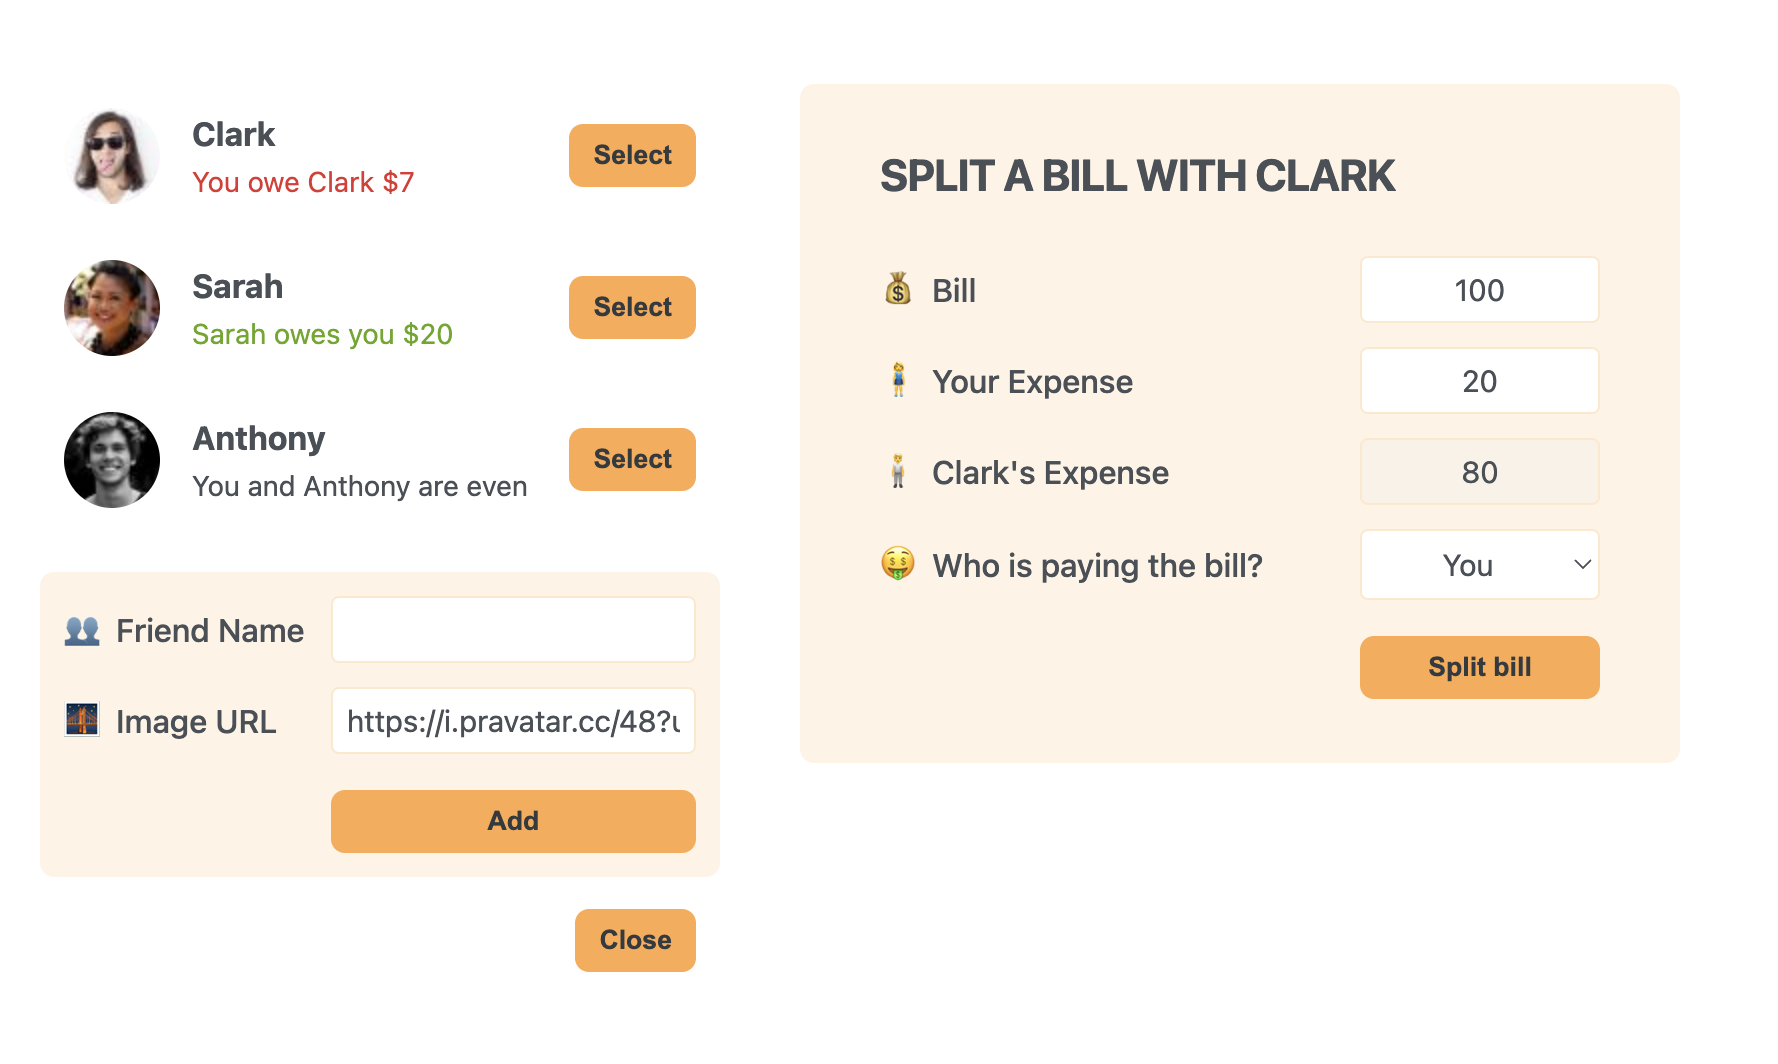 Clark
You owe Clark $7
Select
Sarah
Sarah owes you $20
Select
Anthony
You and Anthony are even
Select
Friend Name
Image URL
https://i.pravatar.cc/48?u
Add
Close
SPLIT A BILL WITH CLARK
Bill
100
Your Expense
20
Clark's Expense
80
Who is paying the bill?
You
Split bill